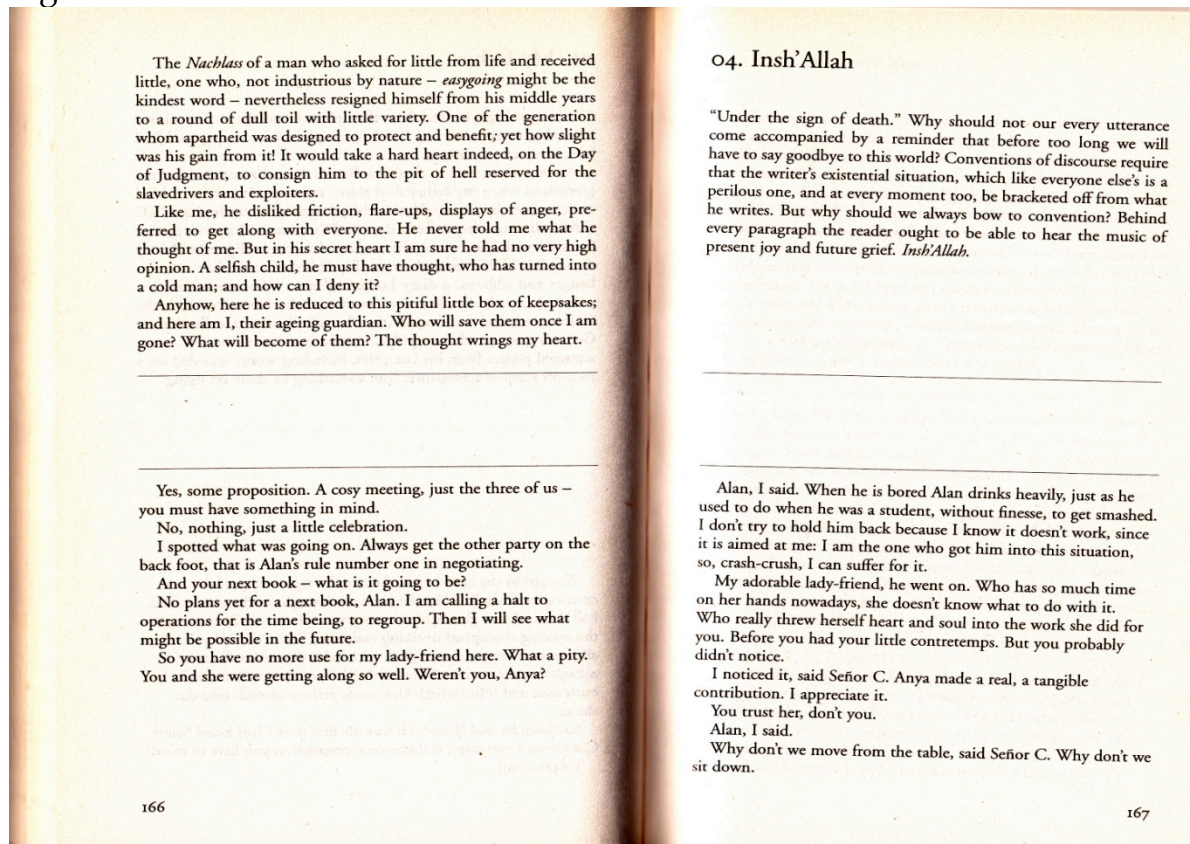 The Nachlass of a man who asked for little from life and received
little, one who, not industrious by nature – easygoing might be the
kindest word – nevertheless resigned himself from his middle years
to a round of dull toil with little variety. One of the generation
whom apartheid was designed to protect and benefit; yet how slight
was his gain from it! It would take a hard heart indeed, on the Day
of Judgment, to consign him to the pit of hell reserved for the
slavedrivers and exploiters.
Like me, he disliked friction, flare-ups, displays of anger, pre-
ferred to get along with everyone. He never told me what he
thought of me. But in his secret heart I am sure he had no very high
opinion. A selfish child, he must have thought, who has turned into
a cold man; and how can I deny it?
Anyhow, here he is reduced to this pitiful little box of keepsakes;
and here am I, their ageing guardian. Who will save them once I am
gone? What will become of them? The thought wrings my heart.
Yes, some proposition. A cosy meeting, just the three of us –
you must have something in mind.
No, nothing, just a little celebration.
I spotted what was going on. Always get the other party on the
back foot, that is Alan's rule number one in negotiating.
And your next book – what is it going to be?
No plans yet for a next book, Alan. I am calling a halt to
operations for the time being, to regroup. Then I will see what
might be possible in the future.
So you have no more use for my lady-friend here. What a pity.
You and she were getting along so well. Weren't you, Anya?
166
04. Insh'Allah
“Under the sign of death.” Why should not our every utterance
come accompanied by a reminder that before too long we will
have to say goodbye to this world? Conventions of discourse require
that the writer's existential situation, which like everyone else's is a
perilous one, and at every moment too, be bracketed off from what
he writes. But why should we always bow to convention? Behind
every paragraph the reader ought to be able to hear the music of
present joy and future grief. Insh'Allah.
Alan, I said. When he is bored Alan drinks heavily, just as he
used to do when he was a student, without finesse, to get smashed.
I don't try to hold him back because I know it doesn't work, since
it is aimed at me: I am the one who got him into this situation,
so, crash-crush, I can suffer for it.
My adorable lady-friend, he went on. Who has so much time
on her hands nowadays, she doesn't know what to do with it.
Who really threw herself heart and soul into the work she did for
you. Before you had your little contretemps. But you probably
didn't notice.
I noticed it, said Señor C. Anya made a real, a tangible
contribution. I appreciate it.
You trust her, don't you.
Alan, I said.
Why don't we move from the table, said Señor C. Why don't we
sit down.
167